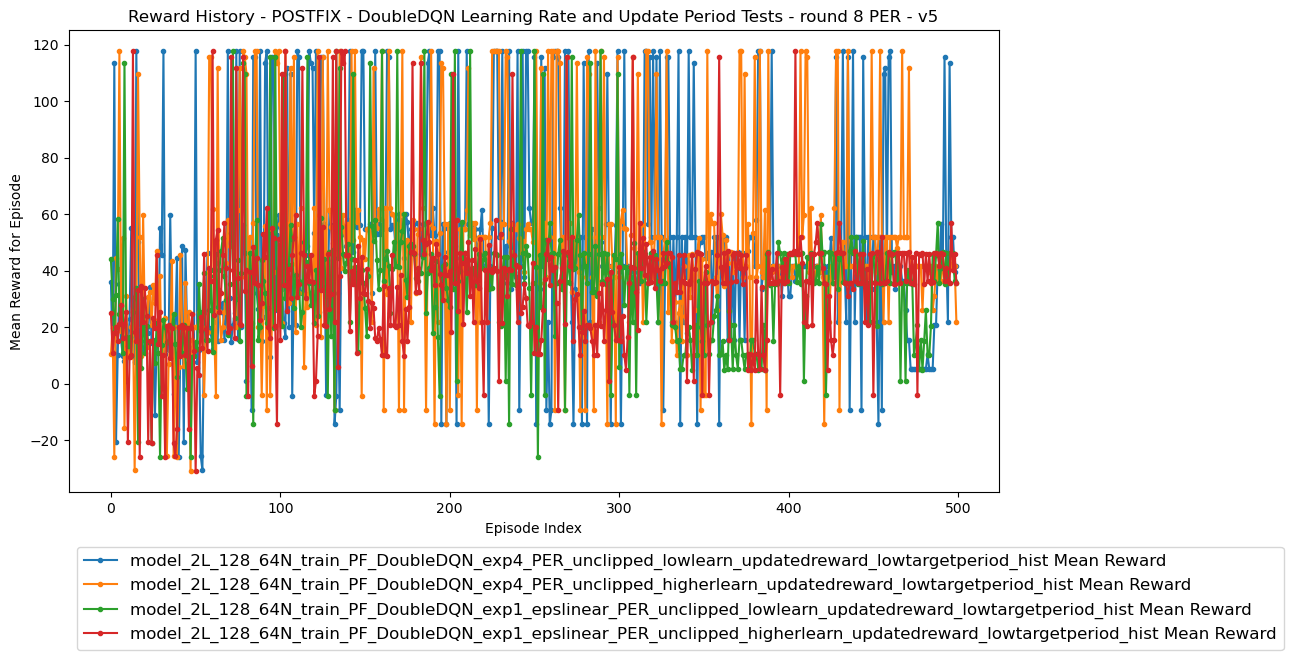 Reward History - POSTFIX - DoubleDQN Learning Rate and Update Period Tests - round 8 PER - v5
Mean Reward for Episode
120
100
80
60
40
20
0
−20
0
100
200
300
400
500
Episode Index
model_2L_128_64N_train_PF_DoubleDQN_exp4_PER_unclipped_lowlearn_updatedreward_lowtargetperiod_hist Mean Reward
model_2L_128_64N_train_PF_DoubleDQN_exp4_PER_unclipped_higherlearn_updatedreward_lowtargetperiod_hist Mean Reward
model_2L_128_64N_train_PF_DoubleDQN_exp1_epslinear_PER_unclipped_lowlearn_updatedreward_lowtargetperiod_hist Mean Reward
model_2L_128_64N_train_PF_DoubleDQN_exp1_epslinear_PER_unclipped_higherlearn_updatedreward_lowtargetperiod_hist Mean Reward